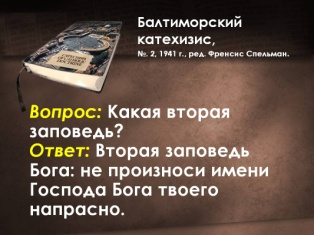 Балтиморский
катехизис,
№. 2, 1941 г., ред. Френсис Спельман.
Вопрос: Какая вторая
заповедь?
Ответ: Вторая заповедь
Бога: не произноси имени
Господа Бога твоего
напрасно.